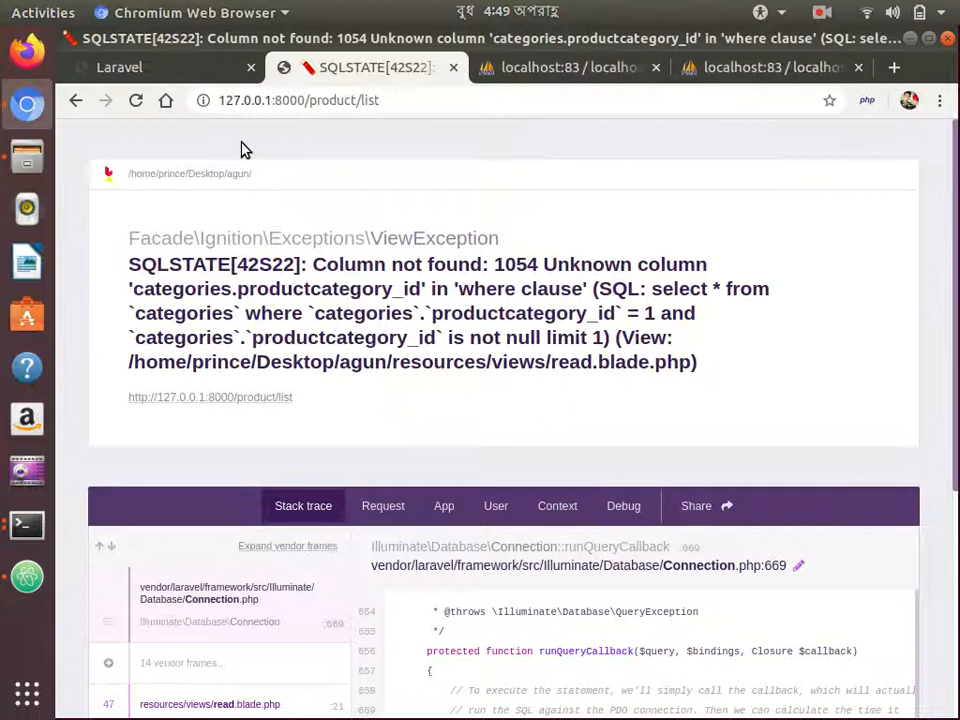 Activities Chromium Web Browser বুধ 4:49 অপরাহ্ণ
SQLSTATE[42S22]: Column not found: 1054 Unknown column 'categories.productcategory_id' in 'where clause' (SQL: sele...
Laravel SQLSTATE[42S22]: localhost:83 / localho localhost:83 / localho
127.0.0.1:8000/product/list php
/home/prince/Desktop/agun/
Facade\Ignition\Exceptions\ViewException
SQLSTATE[42S22]: Column not found: 1054 Unknown column
'categories.productcategory_id' in 'where clause' (SQL: select * from
`categories` where `categories`.`productcategory_id` = 1 and
`categories`.`productcategory_id` is not null limit 1) (View:
/home/prince/Desktop/agun/resources/views/read.blade.php)
http://127.0.0.1:8000/product/list
Stack trace Request App User Context Debug Share
Expand vendor frames
Illuminate\Database\Connection::runQueryCallback :669
vendor/laravel/framework/src/Illuminate/Database/Connection.php:669
vendor/laravel/framework/src/Illuminate/
Database/Connection.php
Illuminate\Database\Connection :669
14 vendor frames...
47 resources/views/read.blade.php :21
654 * @throws \Illuminate\Database\QueryException
655 */
656 protected function runQueryCallback($query, $bindings, Closure $callback)
657 {
658 // To execute the statement, we'll simply call the callback, which will actuall
659 // run the SQL against the PDO connection. Then we can calculate the time it